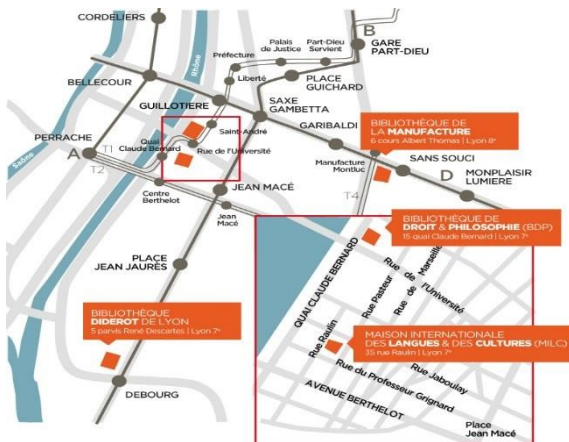 CORDELIERS
B
Palais
de Justice
Part-Dieu
Servient
GARE
PART-DIEU
Préfecture
Rhône
BELLECOUR
Liberté
PLACE
GUICHARD
GUILLOTIERE
SAXE
GAMBETTA
Saône
PERRACHE
A
T1
T2
Quai
Claude Bernard
Saint-André
Rue de l'Université
GARIBALDI
BIBLIOTHÈQUE DE
LA MANUFACTURE
6 cours Albert Thomas | Lyon 8e
Manufacture
Montluc
SANS SOUCI
D
MONPLAISIR
LUMIERE
Centre
Berthelot
JEAN MACÉ
Jean
Macé
T4
BIBLIOTHÈQUE DE
DROIT & PHILOSOPHIE (BDP)
15 quai Claude Bernard | Lyon 7e
PLACE
JEAN JAURÈS
QUAI CLAUDE BERNARD
Rue Pasteur
Rue de Marseille
Rue de
l'Université
BIBLIOTHÈQUE
DIDEROT DE LYON
5 parvis René Descartes | Lyon 7e
Rue Raulin
MAISON INTERNATIONALE
DES LANGUES & DES CULTURES (MILC)
35 rue Raulin | Lyon 7e
DEBOURG
Rue Jaboulay
Rue du Professeur Grignard
AVENUE BERTHELOT
Place
Jean Macé